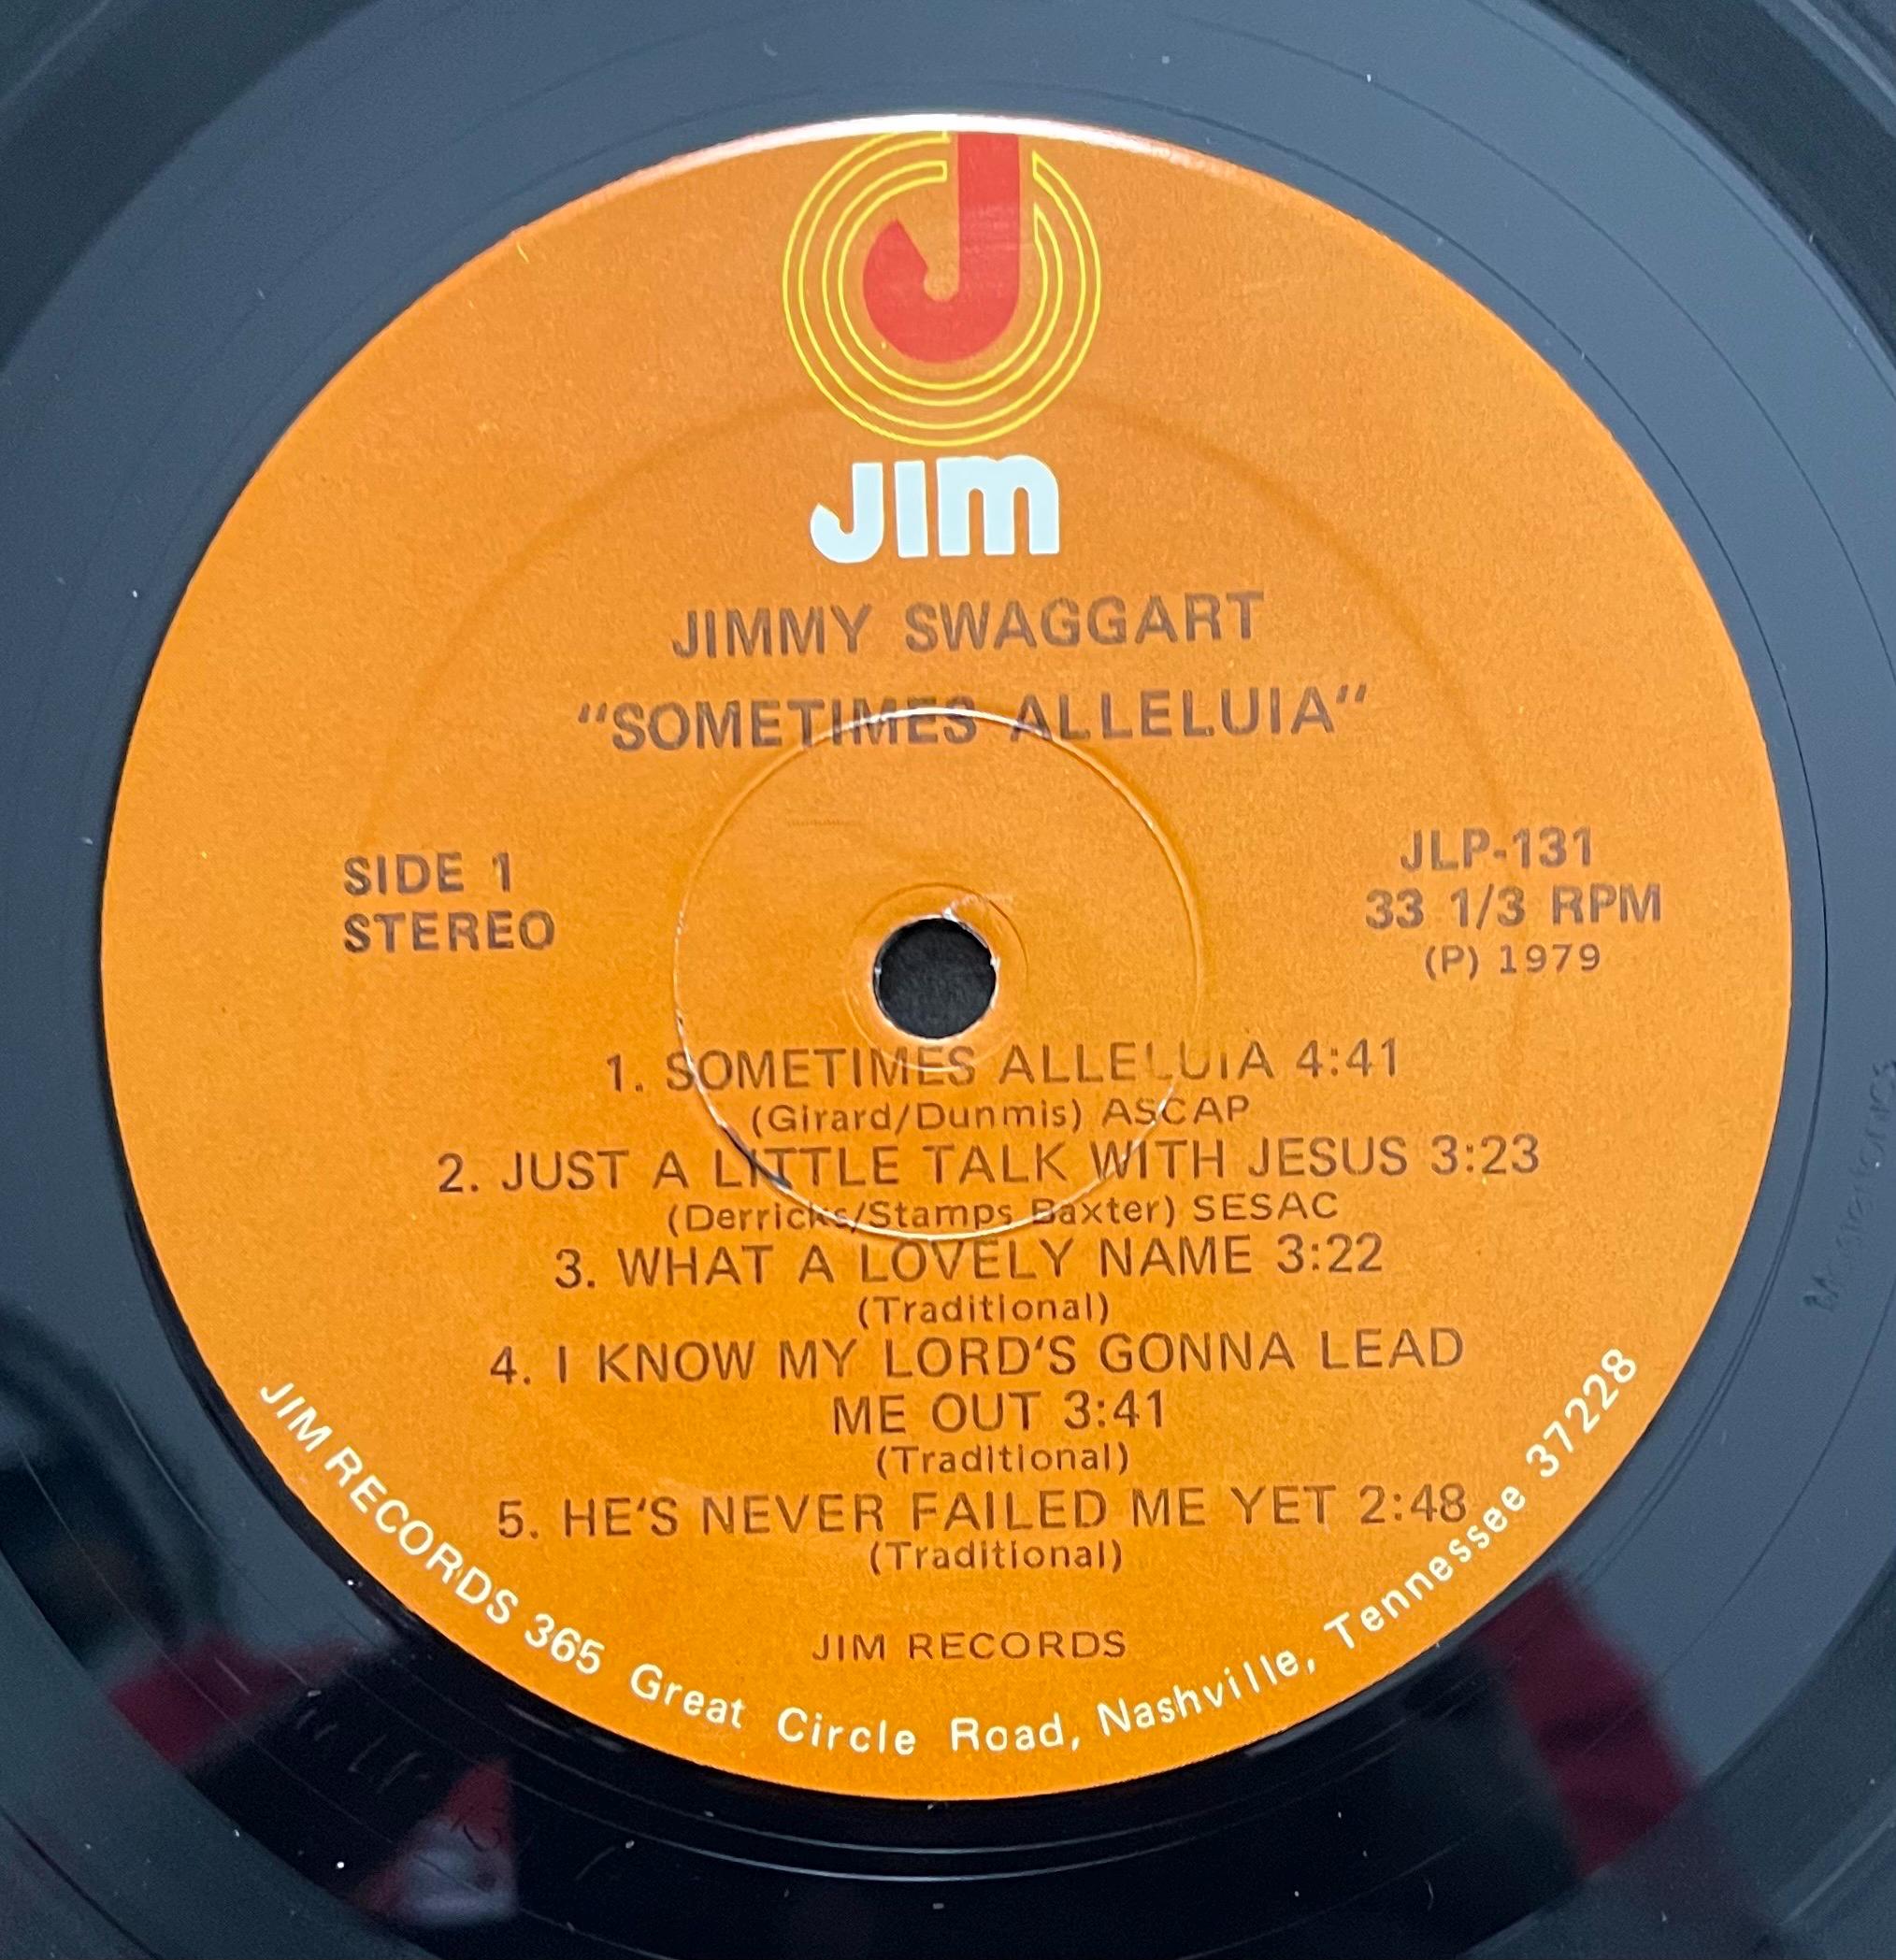 J
JIM
JIMMY SWAGGART
"SOMETIMES ALLELUIA"
SIDE 1
STEREO
JLP-131
33 1/3 RPM
(P) 1979
1. SOMETIMES ALLELUIA 4:41
(Girard/Dunmis) ASCAP
2. JUST A LITTLE TALK WITH JESUS 3:23
(Derricks/Stamps Baxter) SESAC
3. WHAT A LOVELY NAME 3:22
(Traditional)
4. I KNOW MY LORD'S GONNA LEAD
ME OUT 3:41
(Traditional)
5. HE'S NEVER FAILED ME YET 2:48
(Traditional)
JIM RECORDS
JIM RECORDS 365 Great Circle Road, Nashville, Tennessee 37228